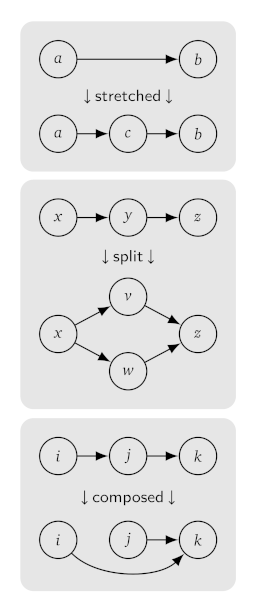 a b
↓ stretched ↓
a c b
x y z
↓ split ↓
v
x z
w
i j k
↓ composed ↓
i j k